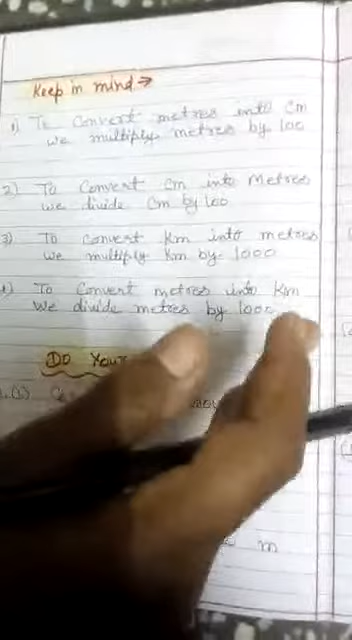 Keep in mind →
1) To Convert metres into Cm
we multiply metres by 100
2) To Convert Cm into Metres
we divide Cm by 100
3) To convert Km into metres
we multiply Km by 1000
4) To Convert metres into Km
We divide metres by 1000
Do Your
m